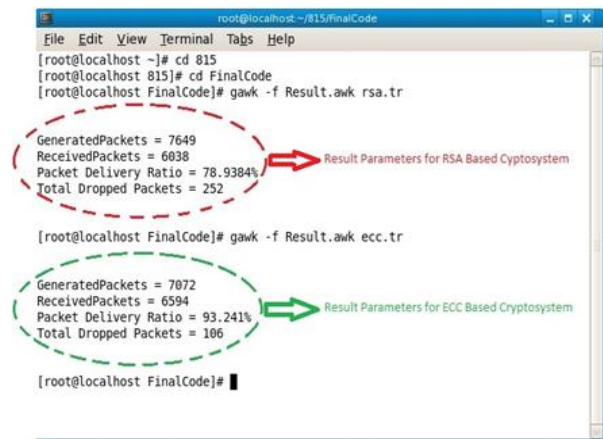 root@localhost:~/815/FinalCode
File Edit View Terminal Tabs Help
[root@localhost ~]# cd 815
[root@localhost 815]# cd FinalCode
[root@localhost FinalCode]# gawk -f Result.awk rsa.tr
GeneratedPackets = 7649
ReceivedPackets = 6038
Packet Delivery Ratio = 78.9384%
Total Dropped Packets = 252
Result Parameters for RSA Based Cyptosystem
[root@localhost FinalCode]# gawk -f Result.awk ecc.tr
GeneratedPackets = 7072
ReceivedPackets = 6594
Packet Delivery Ratio = 93.241%
Total Dropped Packets = 106
Result Parameters for ECC Based Cryptosystem
[root@localhost FinalCode]#